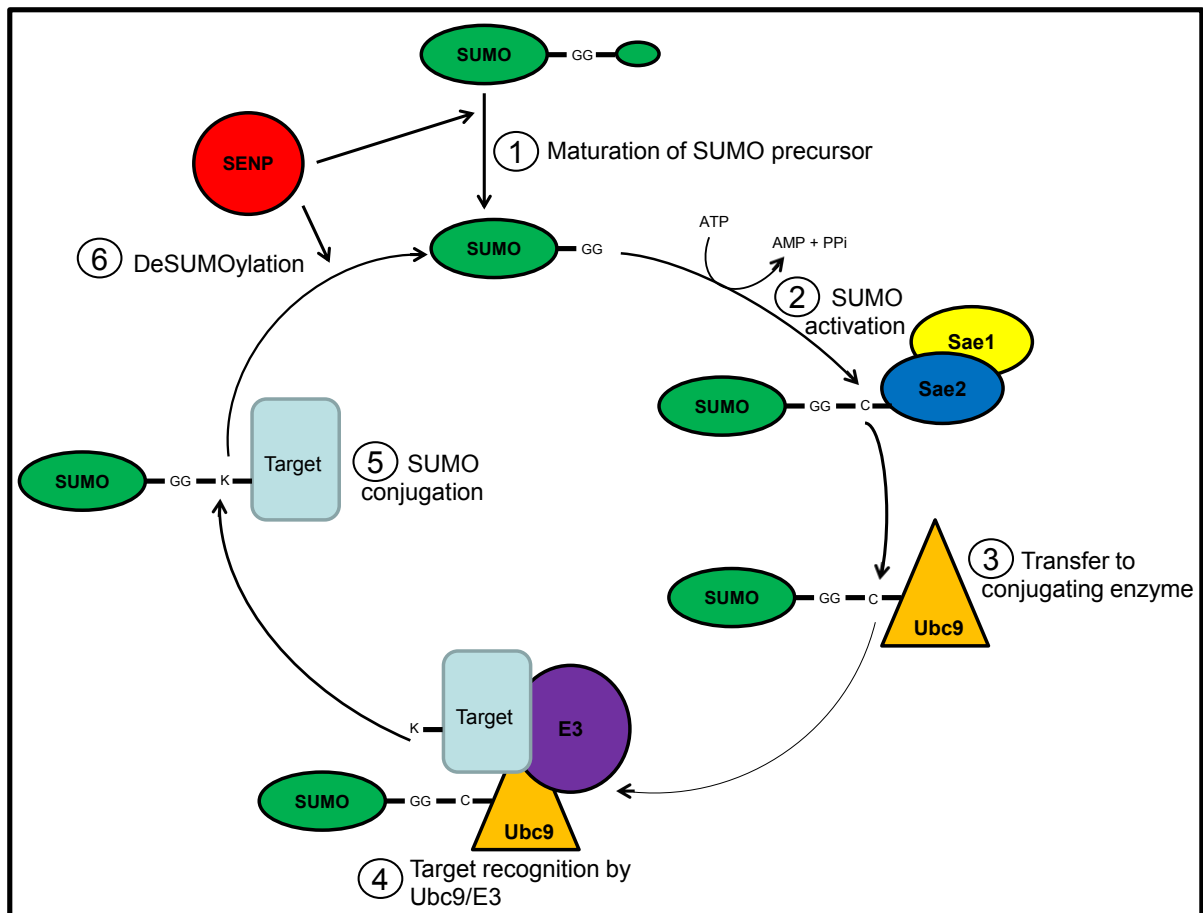 SUMO GG
SENP
1 Maturation of SUMO precursor
SUMO GG
ATP
AMP + PPi
6 DeSUMOylation
2 SUMO
activation
Sae1
Sae2
SUMO GG C
5 SUMO
conjugation
Target
SUMO GG K
3 Transfer to
conjugating enzyme
SUMO GG C
Ubc9
K Target E3
SUMO GG C
Ubc9
4 Target recognition by
Ubc9/E3